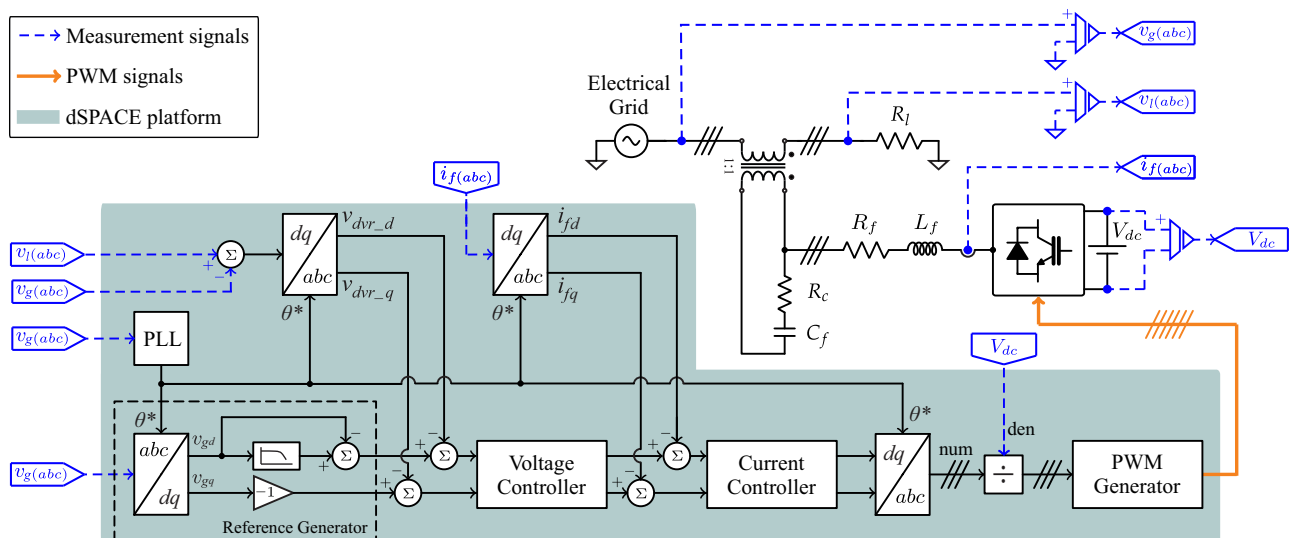 Measurement signals
PWM signals
dSPACE platform
Electrical
Grid
+
v_g(abc)
+
v_l(abc)
R_l
1:1
i_f(abc)
i_f(abc)
R_f
L_f
V_dc
+
V_dc
R_c
C_f
v_l(abc)
+
Σ
−
v_g(abc)
dq
abc
v_dvr_d
v_dvr_q
θ*
dq
abc
i_fd
i_fq
θ*
v_g(abc)
PLL
V_dc
θ*
θ*
den
v_g(abc)
abc
dq
v_gd
v_gq
−
+
Σ
-1
+
−
Σ
+
−
Σ
Voltage
Controller
+
−
Σ
+
−
Σ
Current
Controller
dq
abc
num
÷
PWM
Generator
Reference Generator